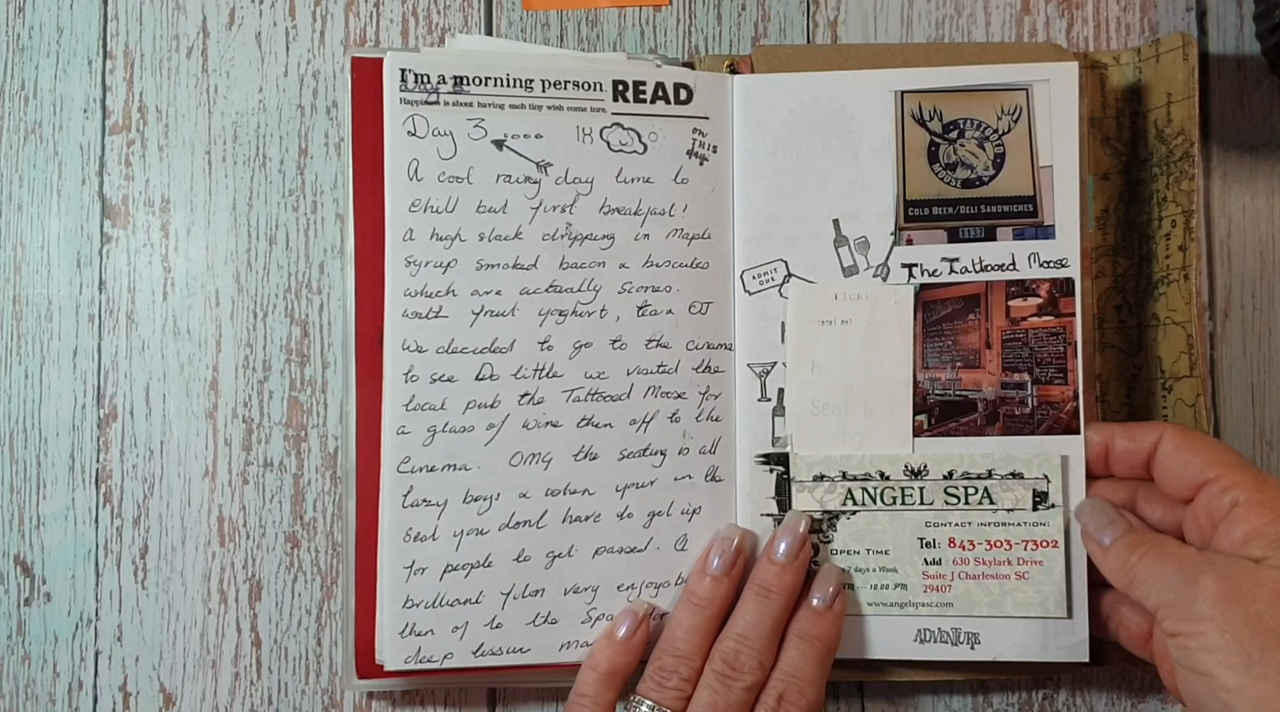 I'm a morning person. READ
Happiness is about having each tiny wish come ture.
Day 3
ON THIS day
A cool rainy day time to
chill but first breakfast!
A high stack dripping in Maple
Syrup smoked bacon & biscuits
which are actually Scones.
with fruit yoghurt, tea & OJ
We decided to go to the cinema
to see Do little we visited the
local pub the Tattooed Moose for
a glass of wine then off to the
Cinema. OMG the seating is all
lazy boys & when your in the
seat you dont have to get up
for people to get passed. A
brilliant film very
then of to the Spa for
deep
TATTOOED
MOOSE
COLD BEER/DELI SANDWICHES
1137
The Tattooed Moose
ADMIT ONE
Seat
ANGEL SPA
CONTACT INFORMATION:
Tel: 843-303-7302
OPEN TIME
7 days a Week
10:00 PM
Add : 630 Skylark Drive
Suite J Charleston SC
29407
www.angelspasc.com
ADVENTURE